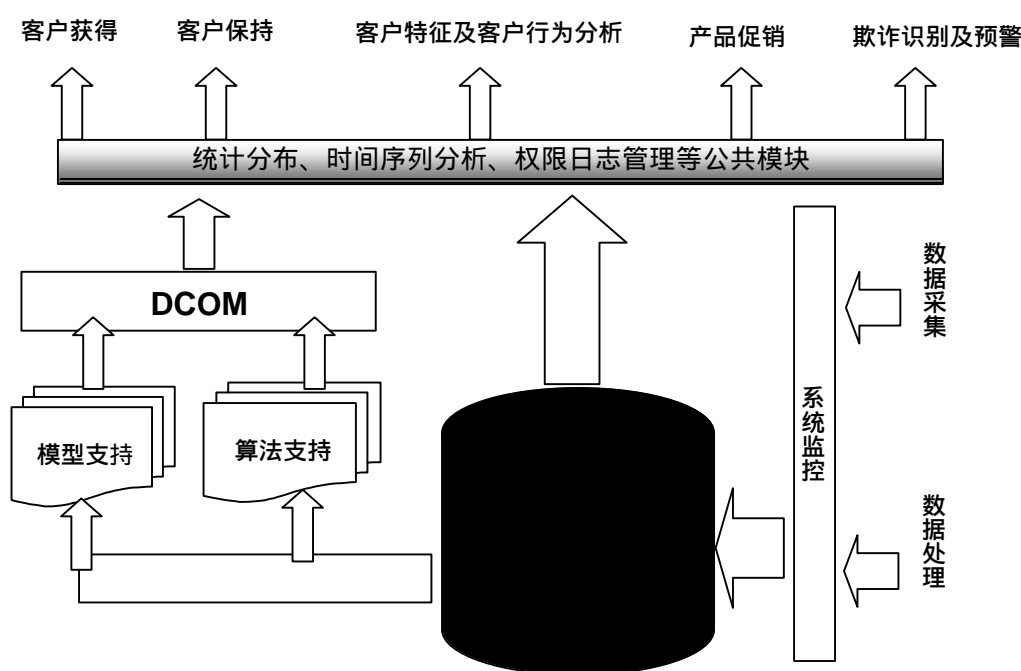 客户获得
客户保持
客户特征及客户行为分析
产品促销
欺诈识别及预警
统计分布、时间序列分析、权限日志管理等公共模块
DCOM
模型支持
算法支持
系统监控
数据采集
数据处理